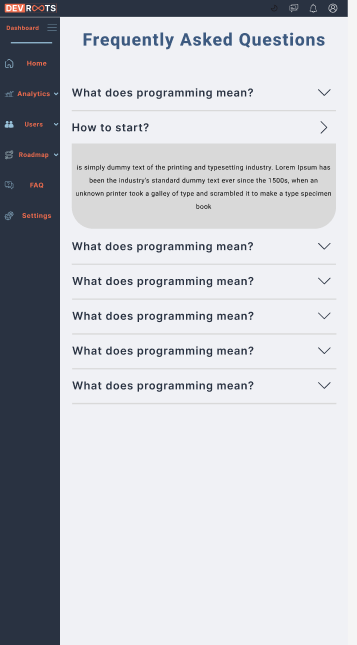 DEV ROOTS
Dashboard
Home
Analytics
Users
Roadmap
FAQ
Settings
Frequently Asked Questions
What does programming mean?
How to start?
is simply dummy text of the printing and typesetting industry. Lorem Ipsum has
been the industry's standard dummy text ever since the 1500s, when an
unknown printer took a galley of type and scrambled it to make a type specimen
book
What does programming mean?
What does programming mean?
What does programming mean?
What does programming mean?
What does programming mean?